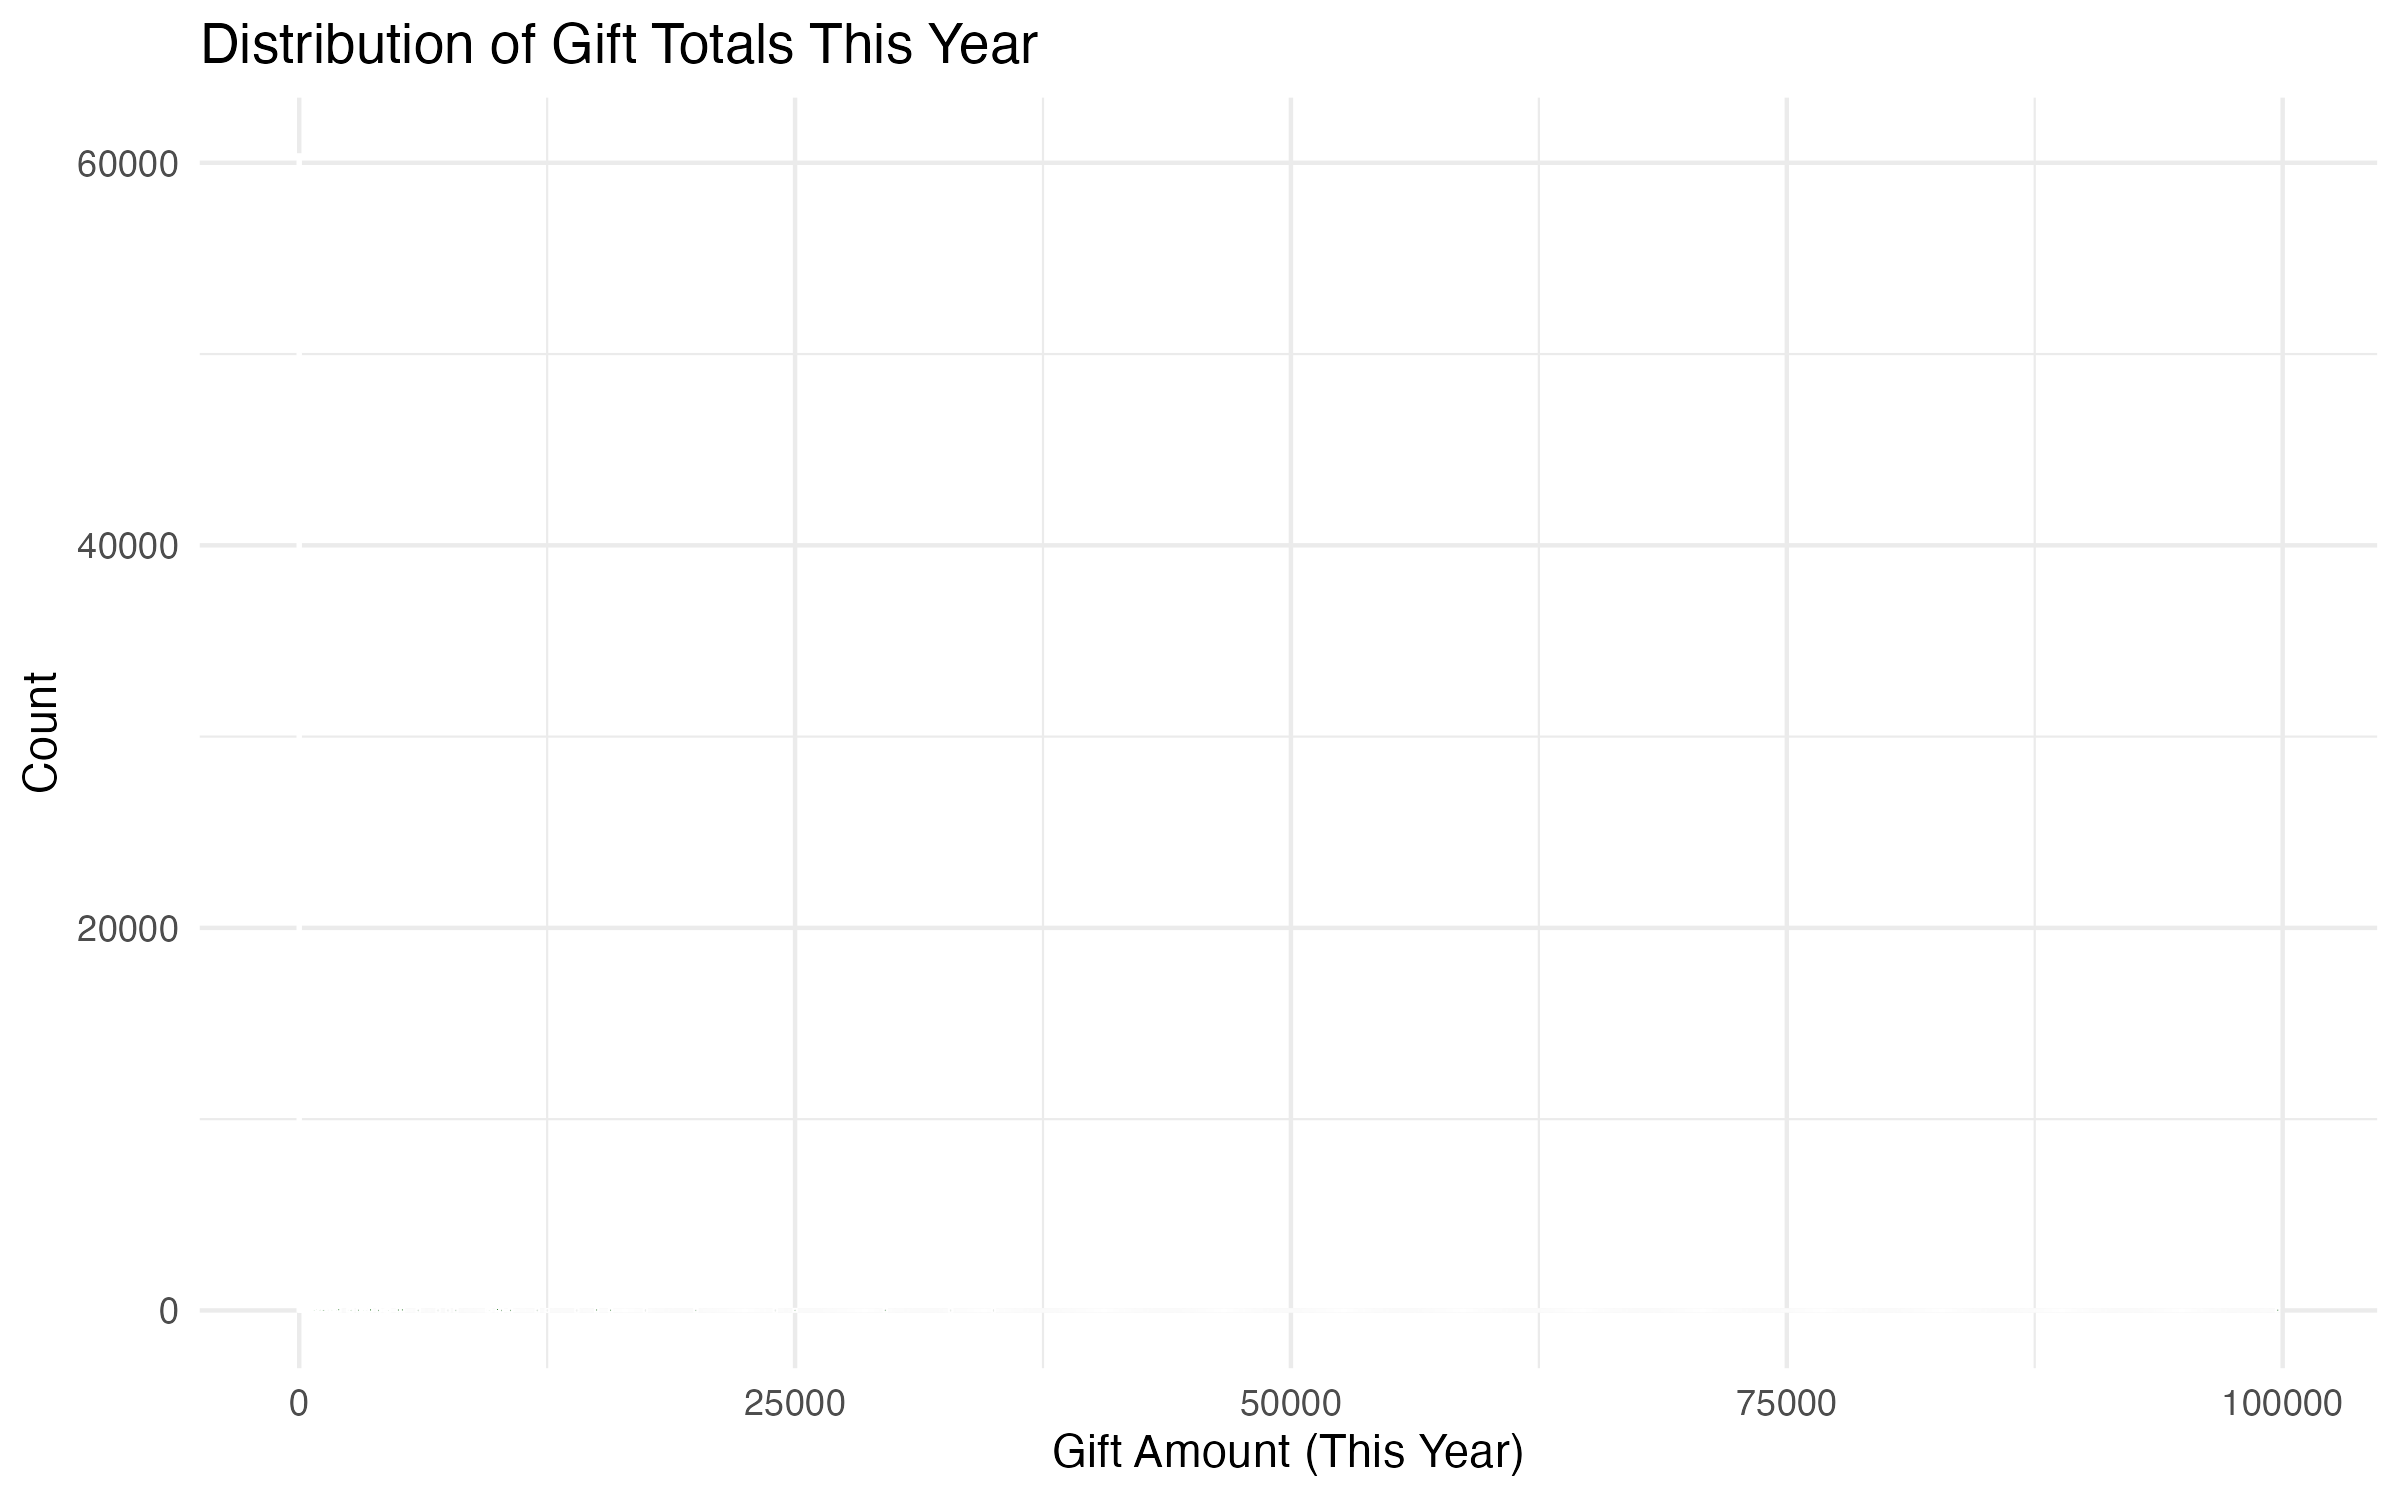 Distribution of Gift Totals This Year
60000
40000
20000
0
Count
0 25000 50000 75000 100000
Gift Amount (This Year)